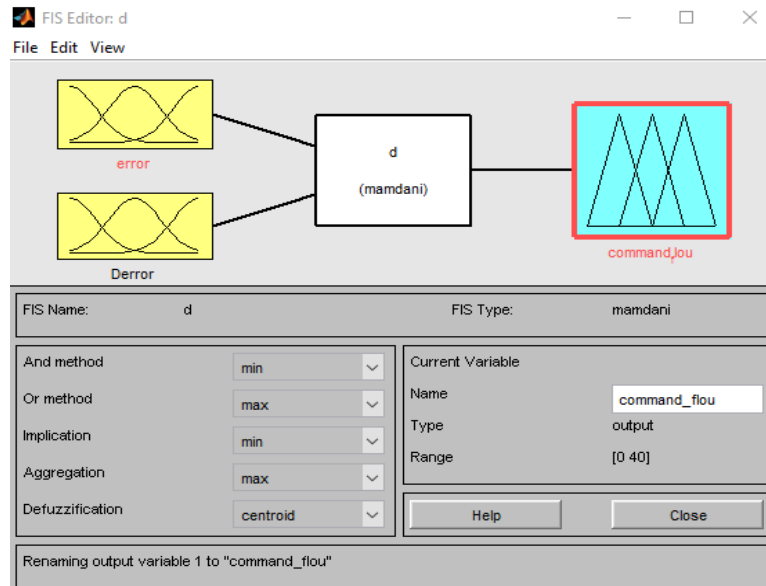 FIS Editor: d
File Edit View
error
d
(mamdani)
Derror
command_flou
FIS Name: d FIS Type: mamdani
And method min
Or method max
Implication min
Aggregation max
Defuzzification centroid
Current Variable
Name command_flou
Type output
Range [0 40]
Help Close
Renaming output variable 1 to "command_flou"